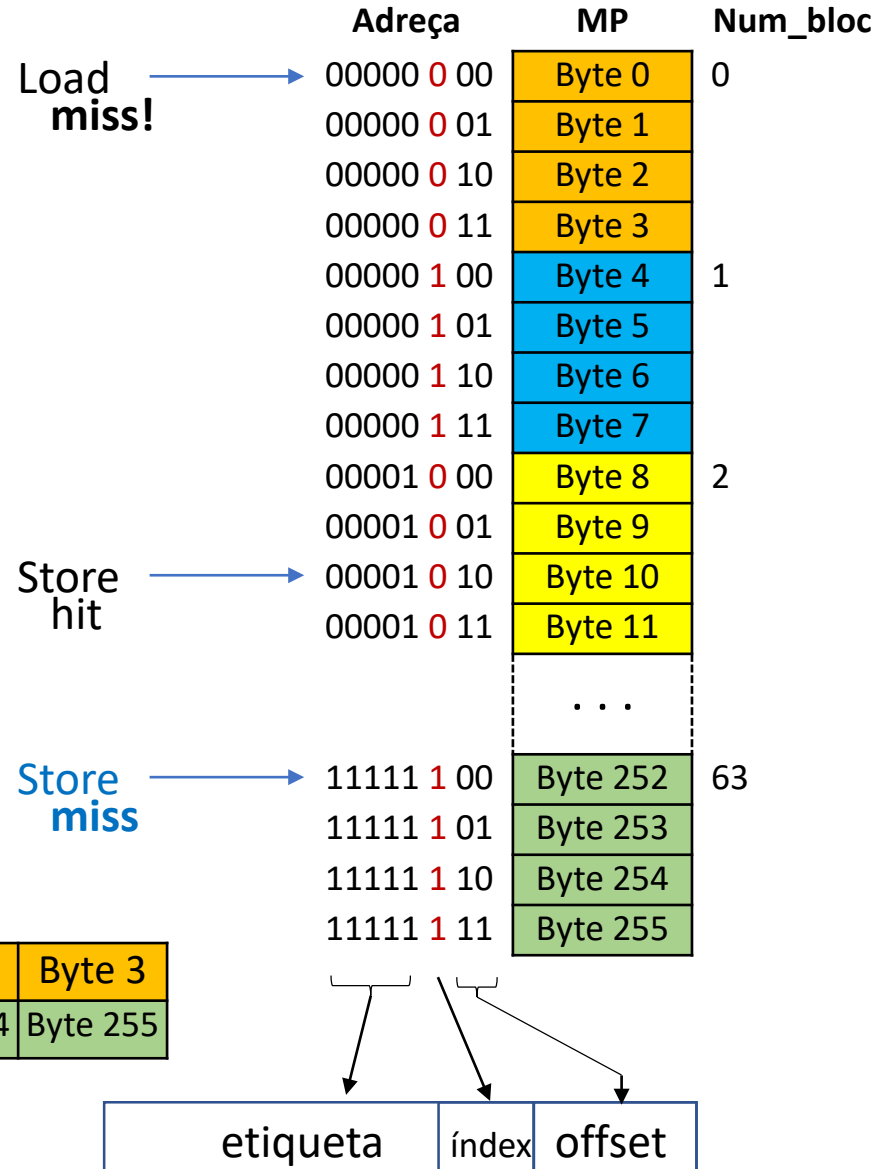 Adreça MP Num_bloc
Load 00000 0 00 Byte 0 0
miss! 00000 0 01 Byte 1
00000 0 10 Byte 2
00000 0 11 Byte 3
00000 1 00 Byte 4 1
00000 1 01 Byte 5
00000 1 10 Byte 6
00000 1 11 Byte 7
00001 0 00 Byte 8 2
00001 0 01 Byte 9
Store 00001 0 10 Byte 10
hit 00001 0 11 Byte 11
. . .
Store 11111 1 00 Byte 252 63
miss 11111 1 01 Byte 253
11111 1 10 Byte 254
11111 1 11 Byte 255
Byte 3
4 Byte 255
etiqueta índex offset